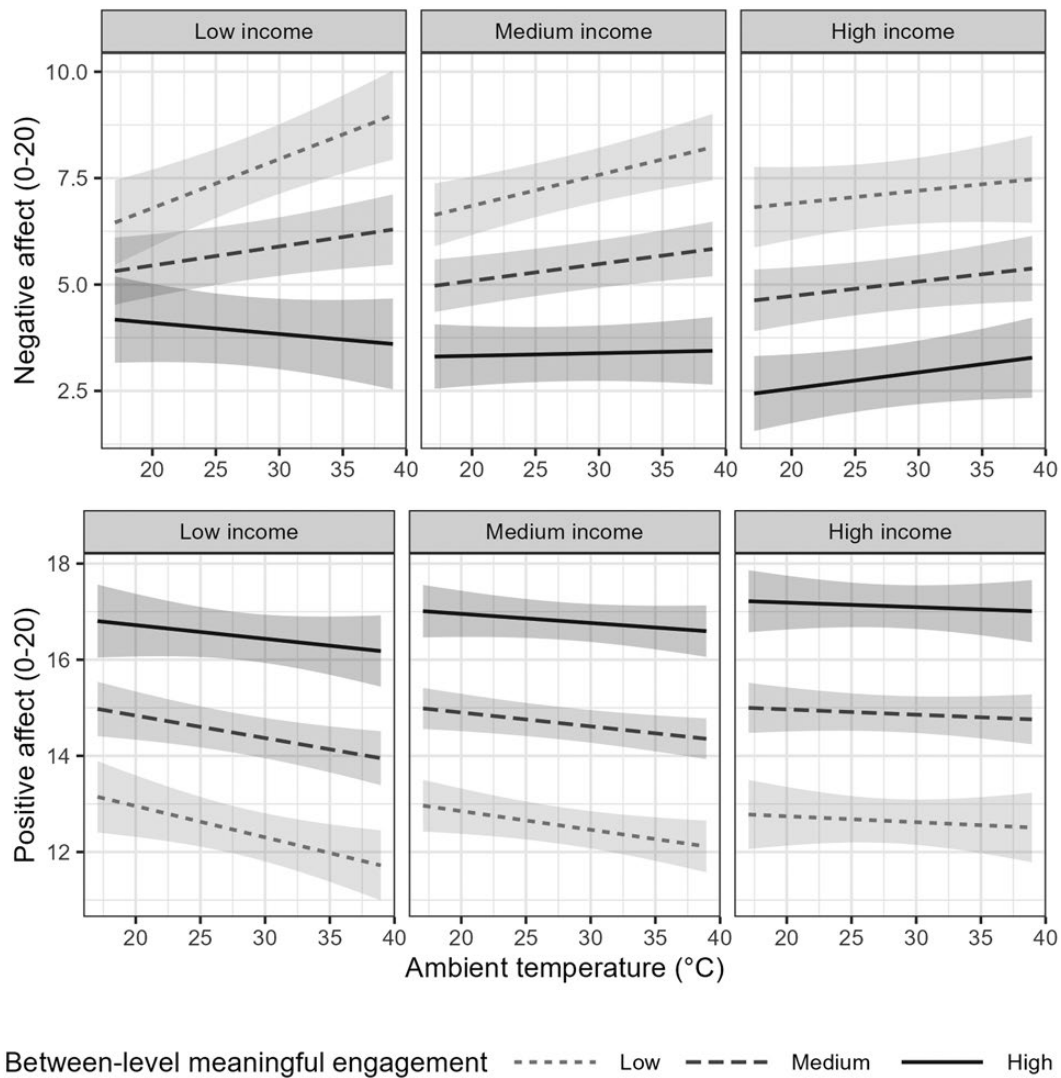 Low income Medium income High income
Negative affect (0-20)
10.0
7.5
5.0
2.5
20 25 30 35 40 20 25 30 35 40 20 25 30 35 40
Low income Medium income High income
Positive affect (0-20)
18
16
14
12
20 25 30 35 40 20 25 30 35 40 20 25 30 35 40
Ambient temperature (°C)
Between-level meaningful engagement Low Medium High